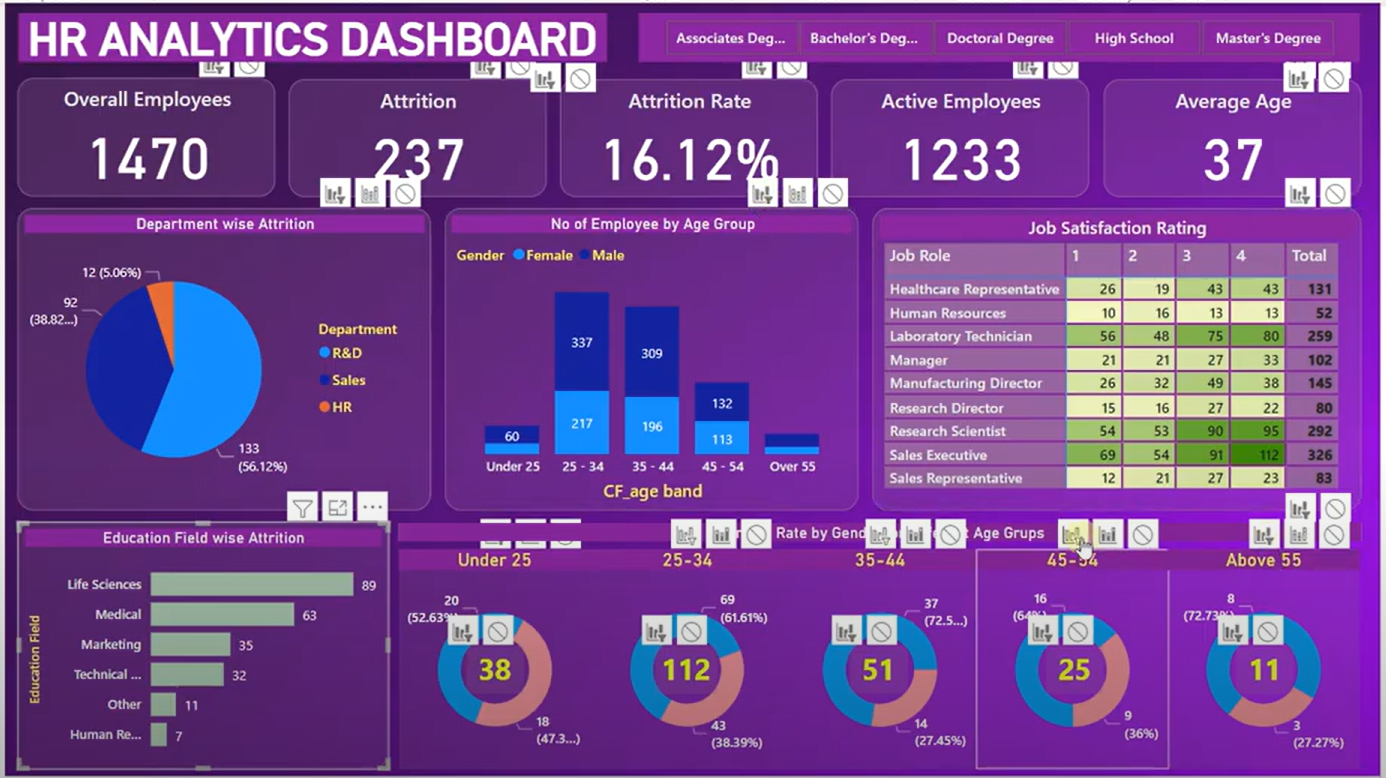 HR ANALYTICS DASHBOARD
Associates Deg...
Bachelor's Deg...
Doctoral Degree
High School
Master's Degree
Overall Employees
1470
Attrition
237
Attrition Rate
16.12%
Active Employees
1233
Average Age
37
Department wise Attrition
12 (5.06%)
92
(38.82...)
133
(56.12%)
Department
R&D
Sales
HR
No of Employee by Age Group
Gender Female Male
337
309
132
60
217
196
113
Under 25 25 - 34 35 - 44 45 - 54 Over 55
CF_age band
Job Satisfaction Rating
Job Role 1 2 3 4 Total
Healthcare Representative 26 19 43 43 131
Human Resources 10 16 13 13 52
Laboratory Technician 56 48 75 80 259
Manager 21 21 27 33 102
Manufacturing Director 26 32 49 38 145
Research Director 15 16 27 22 80
Research Scientist 54 53 90 95 292
Sales Executive 69 54 91 112 326
Sales Representative 12 21 27 23 83
Education Field wise Attrition
Education Field
Life Sciences 89
Medical 63
Marketing 35
Technical ... 32
Other 11
Human Re... 7
Rate by Age Grups
Under 25
20
(52.63%)
38
18
(47.3...)
25-34
69
(61.61%)
112
43
(38.39%)
35-44
37
(72.5...)
51
14
(27.45%)
45-54
16
(64%)
25
9
(36%)
Above 55
8
(72.73%)
11
3
(27.27%)